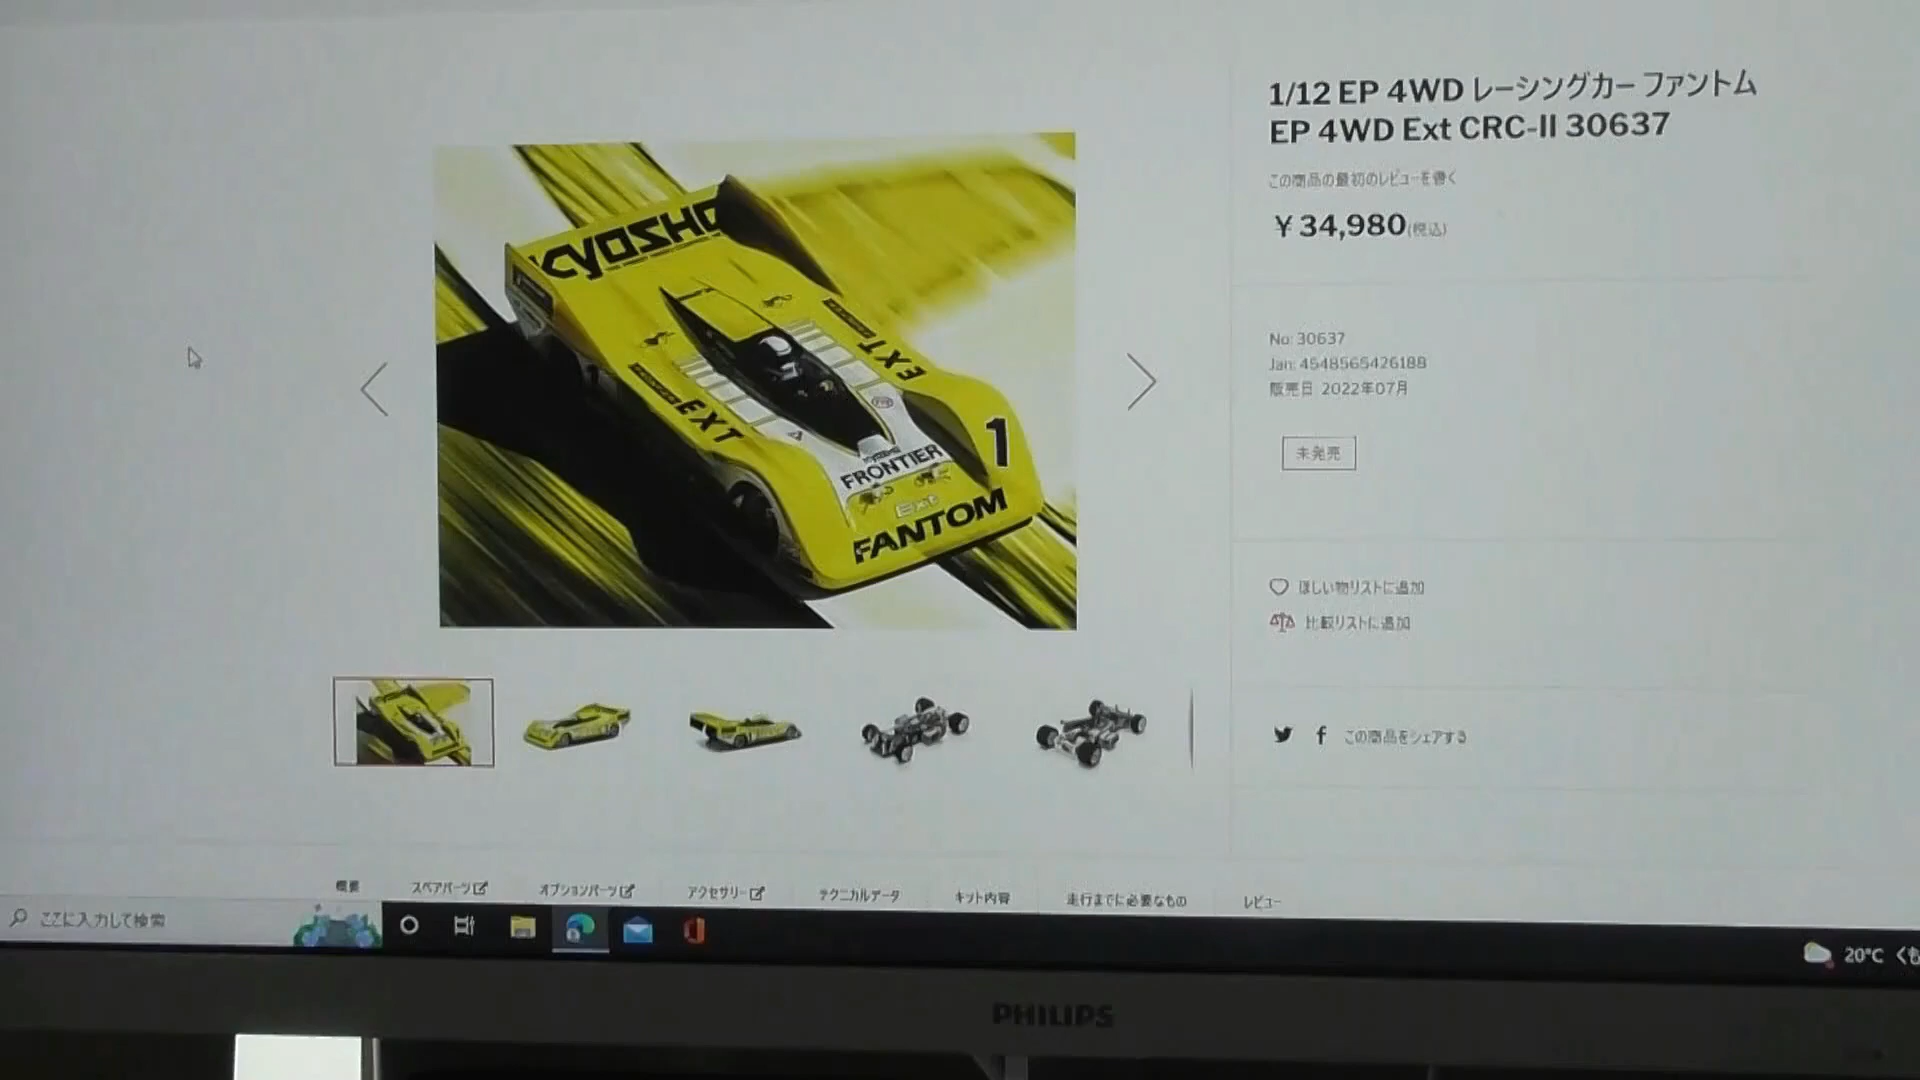 1/12 EP 4WD レーシングカー ファントム
EP 4WD Ext CRC-II 30637
この商品の最初のレビューを書く
¥ 34,980(税込)
No: 30637
Jan: 4548565426188
販売日 2022年07月
未発売
ほしい物リストに追加
比較リストに追加
この商品をシェアする
KYOSHO
EXT
EXT
1
FRONTIER
Ext
FANTOM
概要
スペアパーツ
オプションパーツ
アクセサリー
テクニカルデータ
キット内容
走行までに必要なもの
レビュー
ここに入力して検索
20°C くも
PHILIPS